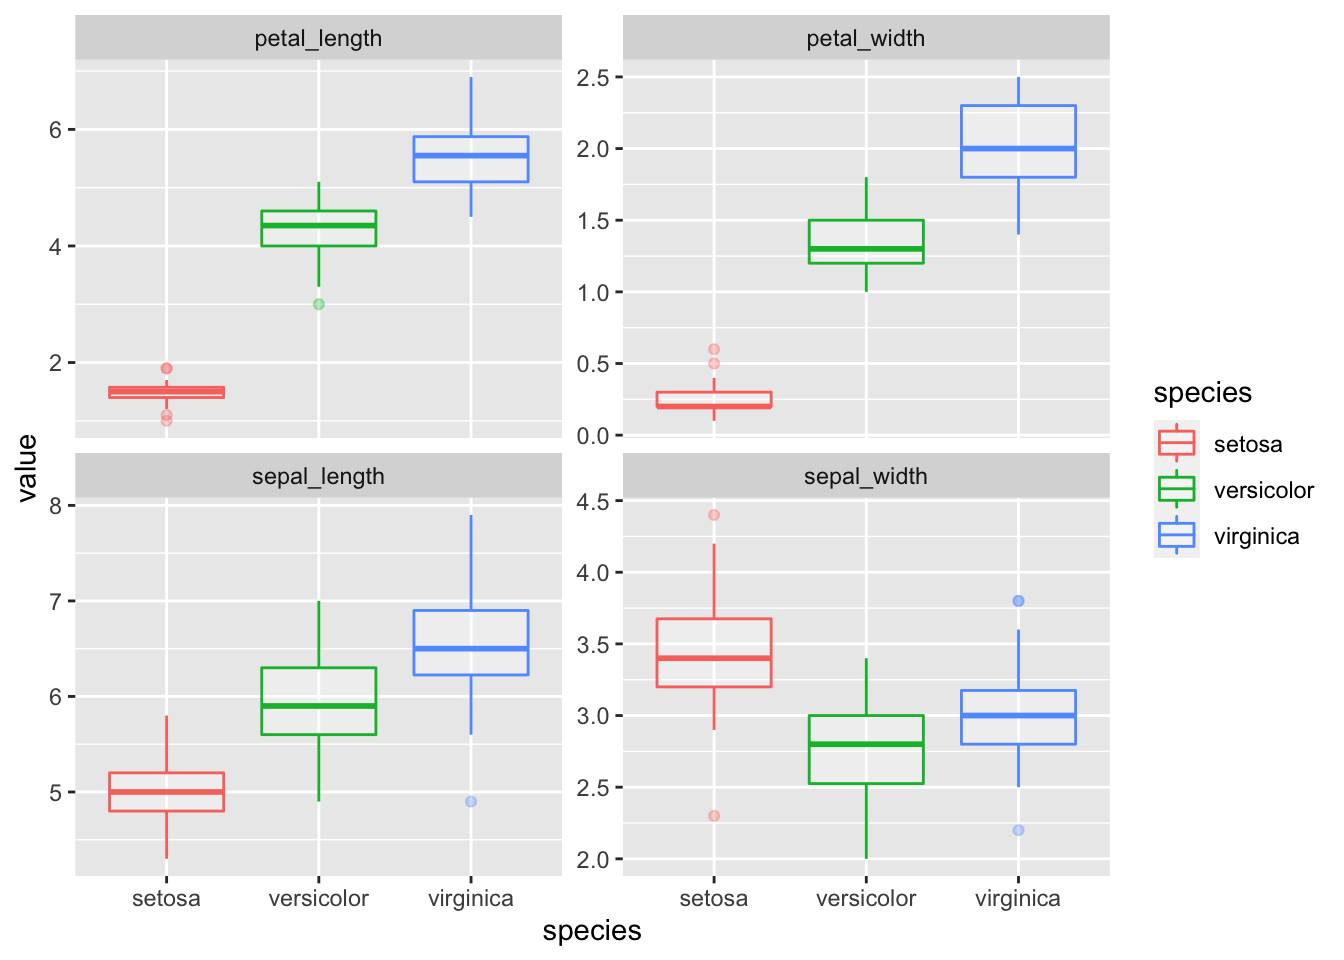 petal_length
petal_width
6
4
2
2.5
2.0
1.5
1.0
0.5
0.0
value
sepal_length
sepal_width
8
7
6
5
4.5
4.0
3.5
3.0
2.5
2.0
setosa versicolor virginica
setosa versicolor virginica
species
species
setosa
versicolor
virginica